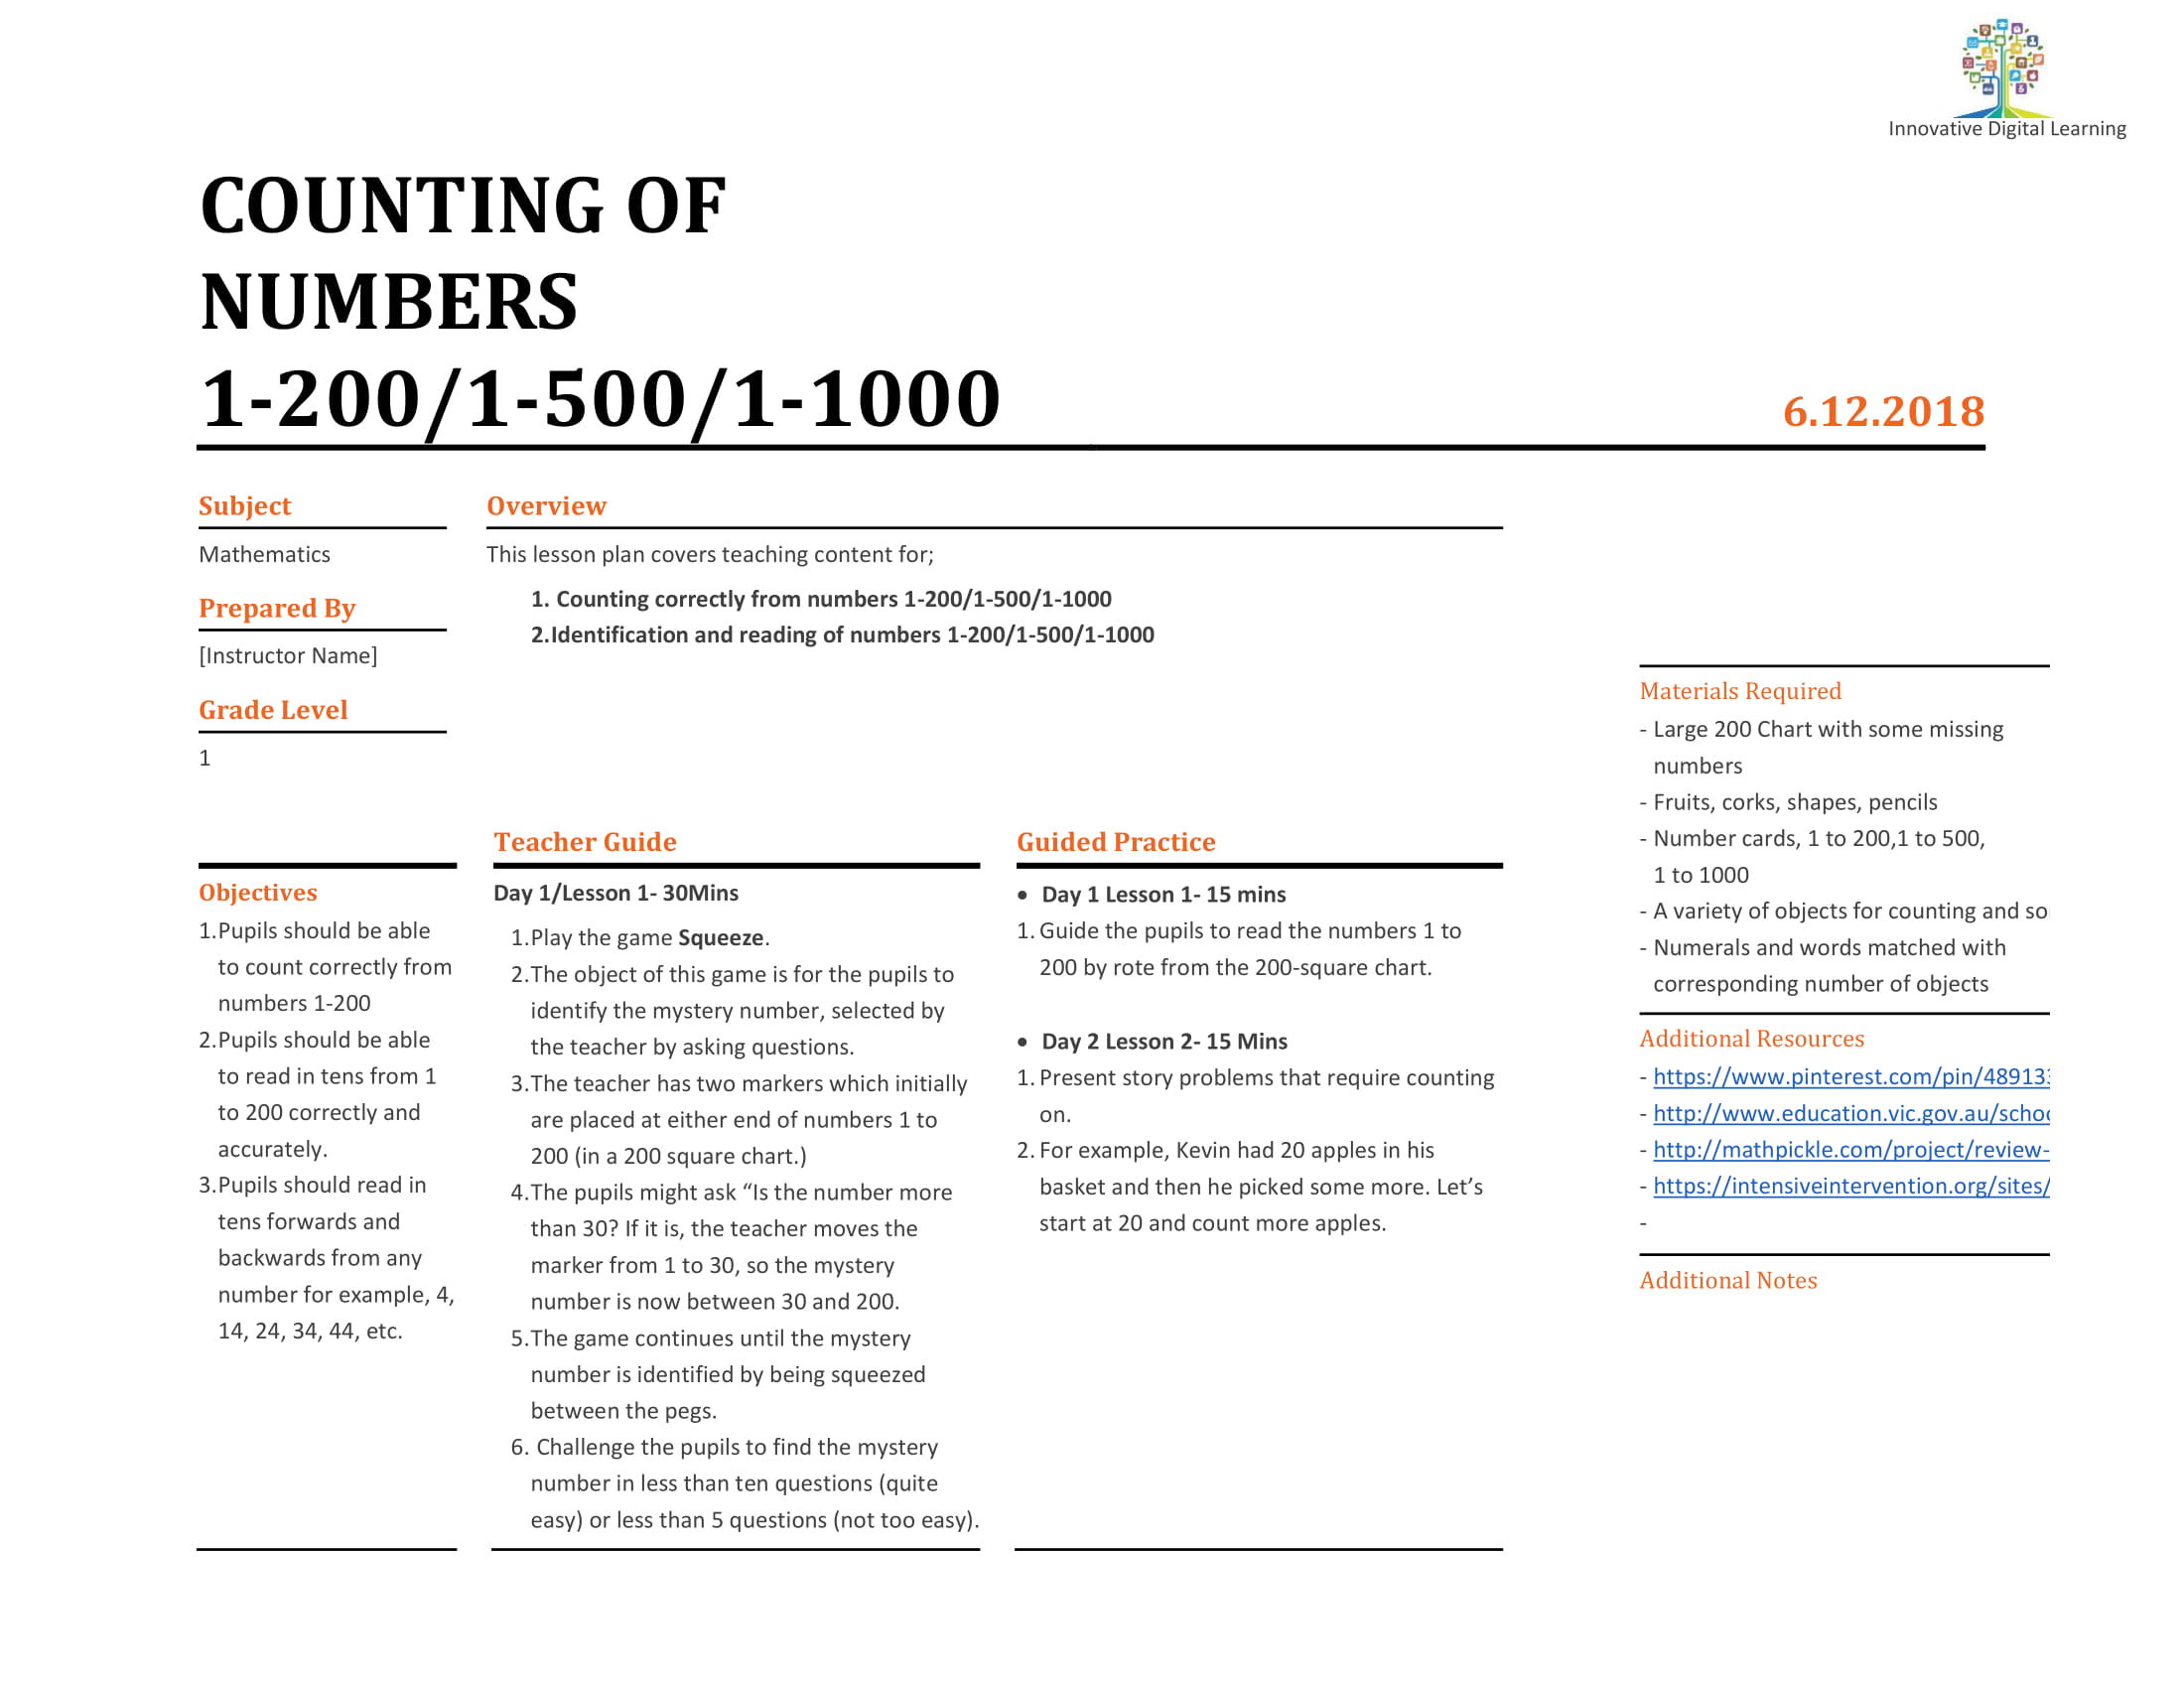 Innovative Digital Learning
COUNTING OF
NUMBERS
1-200/1-500/1-1000
6.12.2018
Subject
Mathematics
Prepared By
[Instructor Name]
Grade Level
1
Overview
This lesson plan covers teaching content for;
1. Counting correctly from numbers 1-200/1-500/1-1000
2.Identification and reading of numbers 1-200/1-500/1-1000
Objectives
1.Pupils should be able
to count correctly from
numbers 1-200
2.Pupils should be able
to read in tens from 1
to 200 correctly and
accurately.
3.Pupils should read in
tens forwards and
backwards from any
number for example, 4,
14, 24, 34, 44, etc.
Teacher Guide
Day 1/Lesson 1- 30Mins
1.Play the game Squeeze.
2.The object of this game is for the pupils to
identify the mystery number, selected by
the teacher by asking questions.
3.The teacher has two markers which initially
are placed at either end of numbers 1 to
200 (in a 200 square chart.)
4.The pupils might ask “Is the number more
than 30? If it is, the teacher moves the
marker from 1 to 30, so the mystery
number is now between 30 and 200.
5.The game continues until the mystery
number is identified by being squeezed
between the pegs.
6. Challenge the pupils to find the mystery
number in less than ten questions (quite
easy) or less than 5 questions (not too easy).
Guided Practice
• Day 1 Lesson 1- 15 mins
1. Guide the pupils to read the numbers 1 to
200 by rote from the 200-square chart.
• Day 2 Lesson 2- 15 Mins
1. Present story problems that require counting
on.
2. For example, Kevin had 20 apples in his
basket and then he picked some more. Let’s
start at 20 and count more apples.
Materials Required
- Large 200 Chart with some missing
numbers
- Fruits, corks, shapes, pencils
- Number cards, 1 to 200,1 to 500,
1 to 1000
- A variety of objects for counting and so
- Numerals and words matched with
corresponding number of objects
Additional Resources
- https://www.pinterest.com/pin/48913
- http://www.education.vic.gov.au/schoo
- http://mathpickle.com/project/review-
- https://intensiveintervention.org/sites/
-
Additional Notes